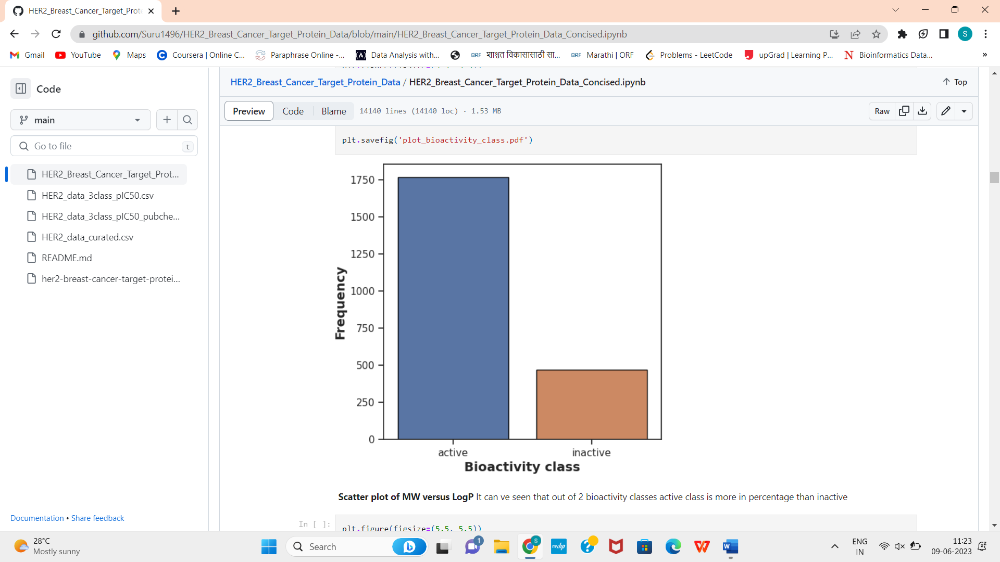 HER2_Breast_Cancer_Target_Prote
github.com/Suru1496/HER2_Breast_Cancer_Target_Protein_Data/blob/main/HER2_Breast_Cancer_Target_Protein_Data_Concised.ipynb
S
Gmail YouTube Maps Coursera | Online C... Paraphrase Online -... Data Analysis with... ORF शाश्वत विकासासाठी सा... ORF Marathi | ORF Problems - LeetCode upGrad | Learning P... Bioinformatics Data... »
Code
main
Go to file t
HER2_Breast_Cancer_Target_Prot...
HER2_data_3class_pIC50.csv
HER2_data_3class_pIC50_pubche...
HER2_data_curated.csv
README.md
her2-breast-cancer-target-protei...
Documentation • Share feedback
HER2_Breast_Cancer_Target_Protein_Data / HER2_Breast_Cancer_Target_Protein_Data_Concised.ipynb
Top
Preview Code Blame 14140 lines (14140 loc) · 1.53 MB
Raw
plt.savefig('plot_bioactivity_class.pdf')
1750
1500
1250
1000
750
500
250
0
Frequency
active inactive
Bioactivity class
Scatter plot of MW versus LogP It can ve seen that out of 2 bioactivity classes active class is more in percentage than inactive
In [ ]:
plt.figure(figsize=(5.5, 5.5))
28°C
Mostly sunny
Search
1
S
myhp
ENG
IN
11:23
09-06-2023